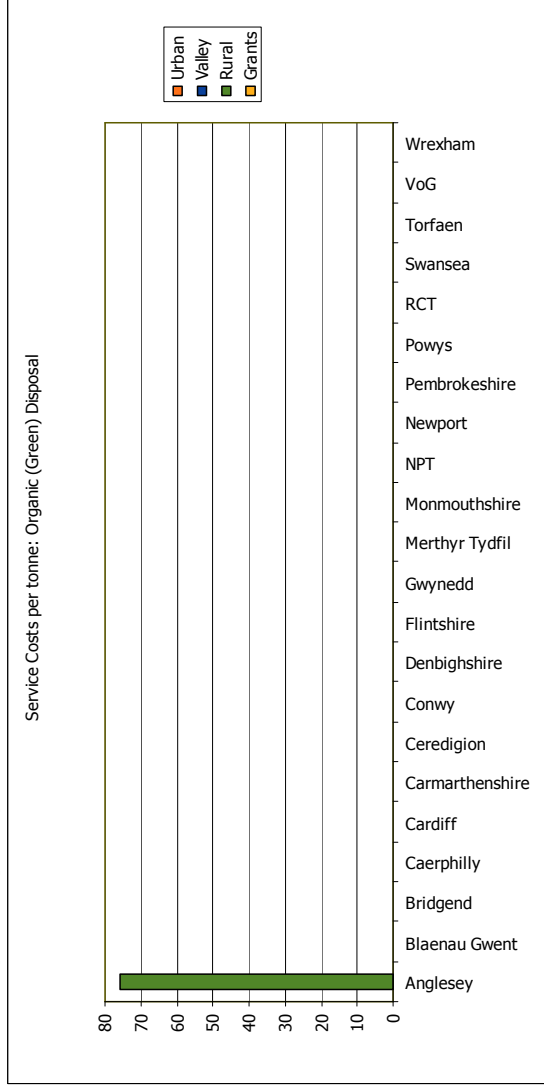 Service Costs per tonne: Organic (Green) Disposal
80
70
60
50
40
30
20
10
0
Anglesey
Blaenau Gwent
Bridgend
Caerphilly
Cardiff
Carmarthenshire
Ceredigion
Conwy
Denbighshire
Flintshire
Gwynedd
Merthyr Tydfil
Monmouthshire
NPT
Newport
Pembrokeshire
Powys
RCT
Swansea
Torfaen
VoG
Wrexham
Urban
Valley
Rural
Grants